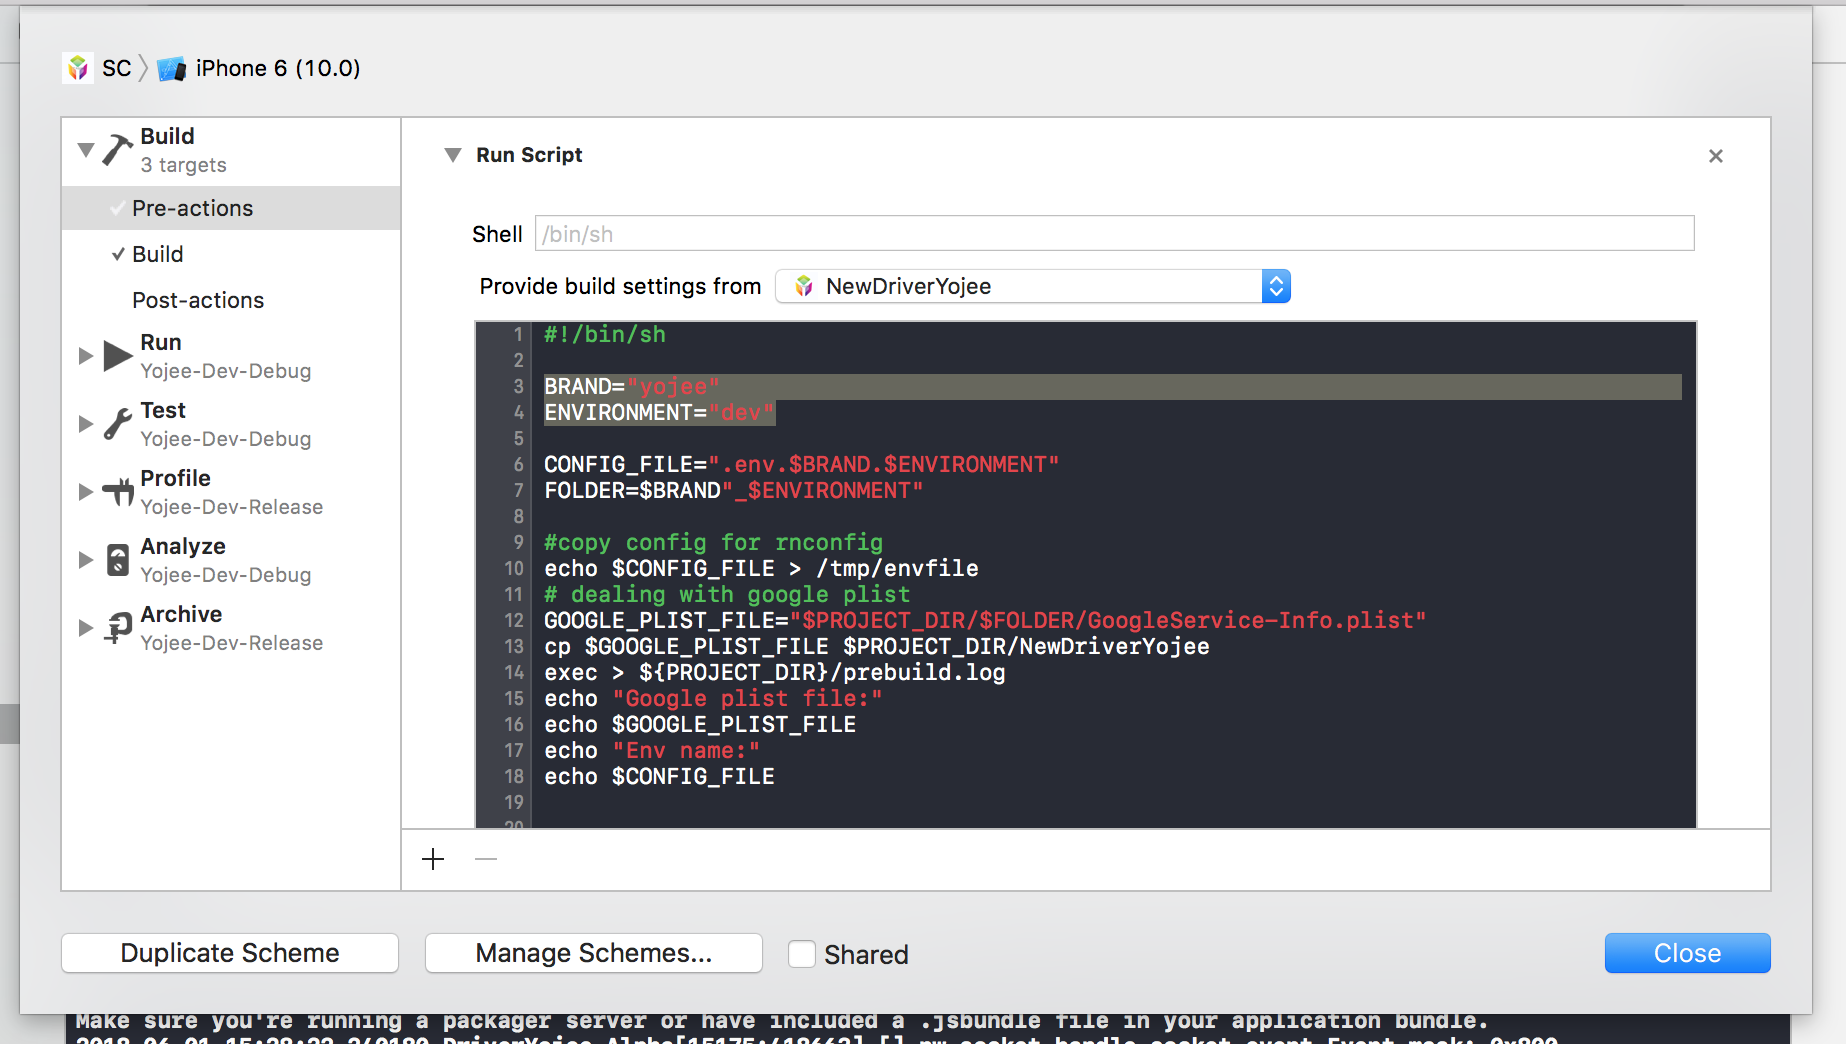 SC 〉 iPhone 6 (10.0)
Build
3 targets
Pre-actions
Build
Post-actions
Run
Yojee-Dev-Debug
Test
Yojee-Dev-Debug
Profile
Yojee-Dev-Release
Analyze
Yojee-Dev-Debug
Archive
Yojee-Dev-Release
Run Script
Shell /bin/sh
Provide build settings from NewDriverYojee
1 #!/bin/sh
2
3 BRAND="yojee"
4 ENVIRONMENT="dev"
5
6 CONFIG_FILE=".env.$BRAND.$ENVIRONMENT"
7 FOLDER=$BRAND"_$ENVIRONMENT"
8
9 #copy config for rnconfig
10 echo $CONFIG_FILE > /tmp/envfile
11 # dealing with google plist
12 GOOGLE_PLIST_FILE="$PROJECT_DIR/$FOLDER/GoogleService-Info.plist"
13 cp $GOOGLE_PLIST_FILE $PROJECT_DIR/NewDriverYojee
14 exec > ${PROJECT_DIR}/prebuild.log
15 echo "Google plist file:"
16 echo $GOOGLE_PLIST_FILE
17 echo "Env name:"
18 echo $CONFIG_FILE
19
20
Duplicate Scheme
Manage Schemes...
Shared
Close
Make sure you're running a packager server or have included a .jsbundle file in your application bundle.